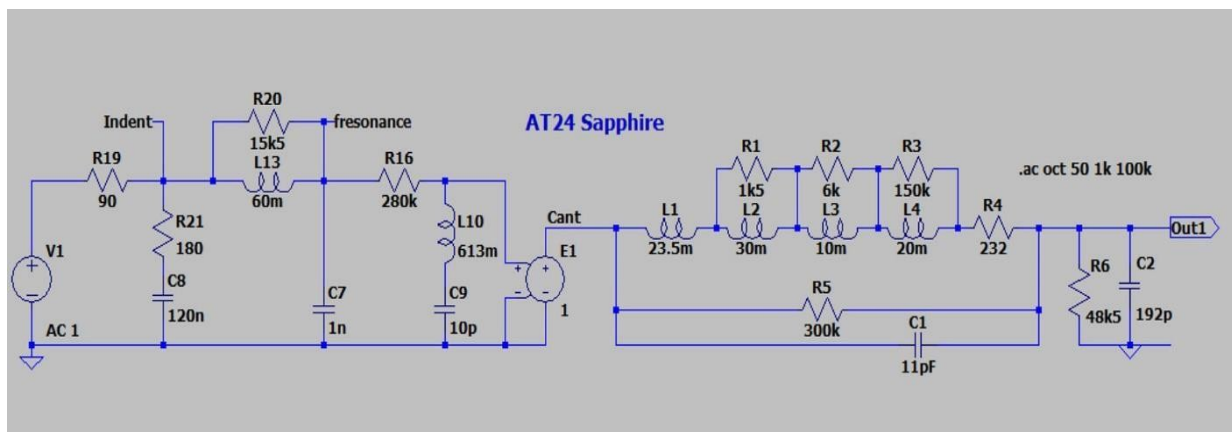 R20
Indent
fresonance
15k5
AT24 Sapphire
R19
90
L13
60m
R16
280k
R1
1k5
R2
6k
R3
150k
.ac oct 50 1k 100k
R21
180
L10
613m
Cant
L1
23.5m
L2
30m
L3
10m
L4
20m
R4
232
Out1
V1
C8
120n
C7
1n
C9
10p
E1
1
R5
300k
R6
48k5
C2
192p
AC 1
C1
11pF